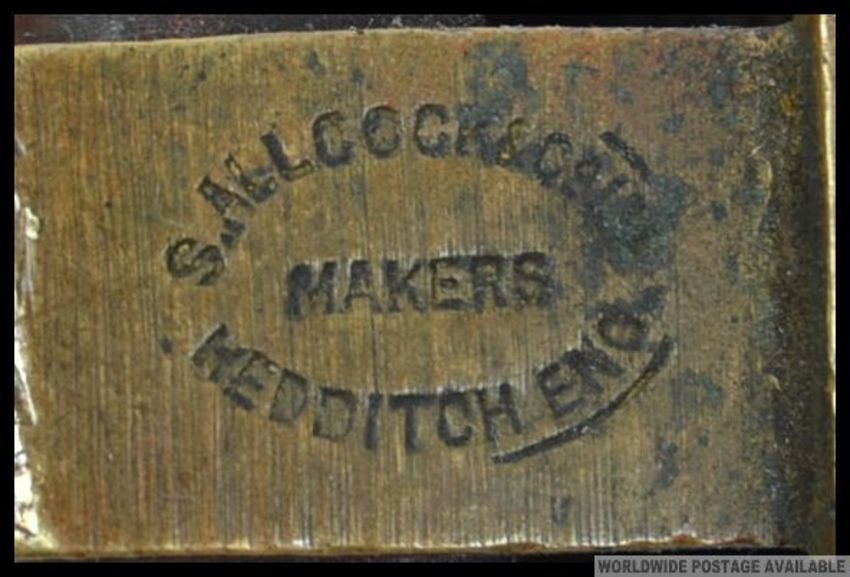 S. ALLCOCK & CO
MAKERS
REDDITCH ENG.
WORLDWIDE POSTAGE AVAILABLE